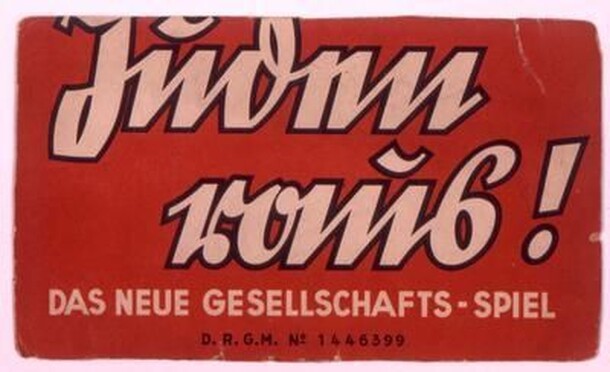 Juden
raus!
DAS NEUE GESELLSCHAFTS-SPIEL
D.R.G.M. Nº 1446399